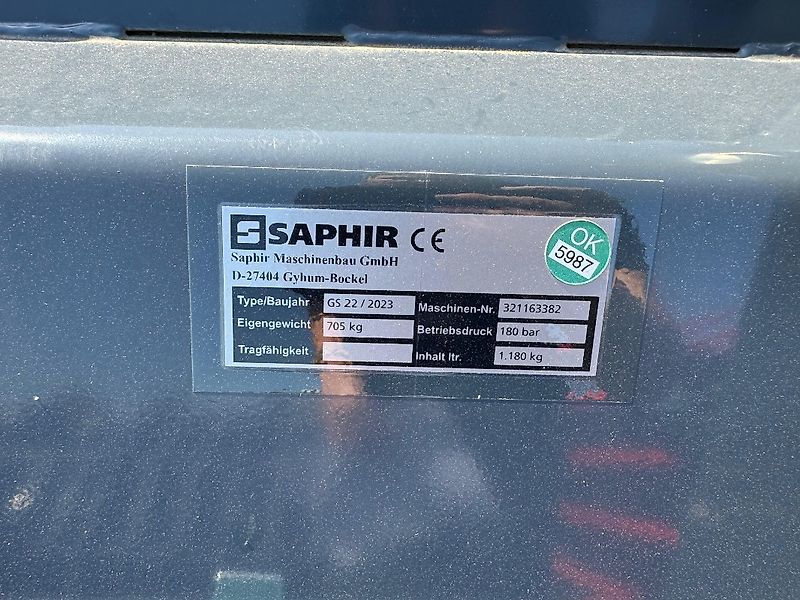 SAPHIR CE
Saphir Maschinenbau GmbH
D-27404 Gyhum-Bockel
OK
5987
Type/Baujahr GS 22 / 2023 Maschinen-Nr. 321163382
Eigengewicht 705 kg Betriebsdruck 180 bar
Tragfähigkeit Inhalt ltr. 1.180 kg